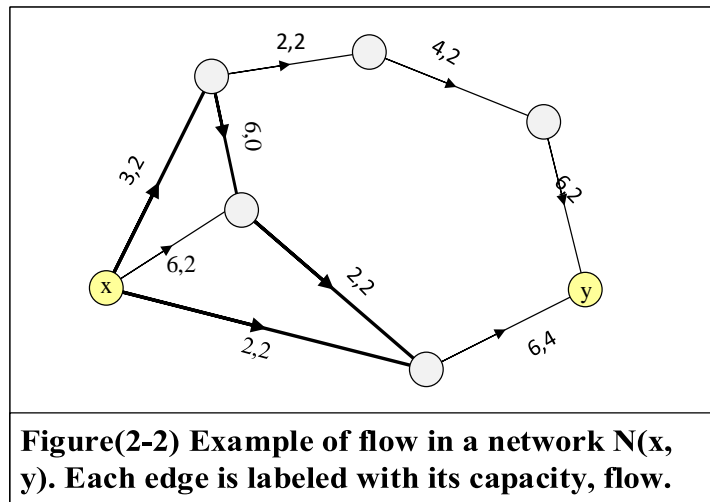 2,2
4,2
6,0
3,2
6,2
6,2
x
2,2
y
2,2
6,4
Figure(2-2) Example of flow in a network N(x,
y). Each edge is labeled with its capacity, flow.